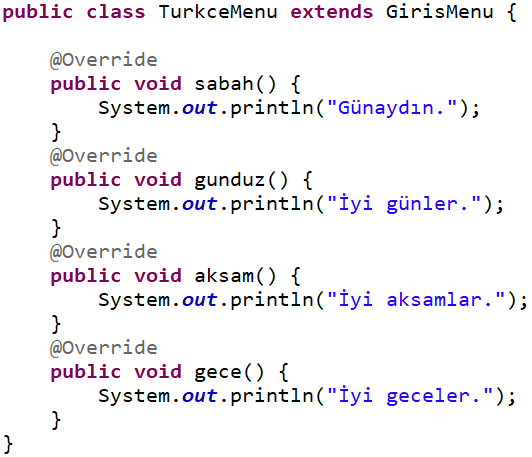 public class TurkceMenu extends GirisMenu {
@Override
public void sabah() {
System.out.println("Günaydın.");
}
@Override
public void gunduz() {
System.out.println("İyi günler.");
}
@Override
public void aksam() {
System.out.println("İyi aksamlar.");
}
@Override
public void gece() {
System.out.println("İyi geceler.");
}
}